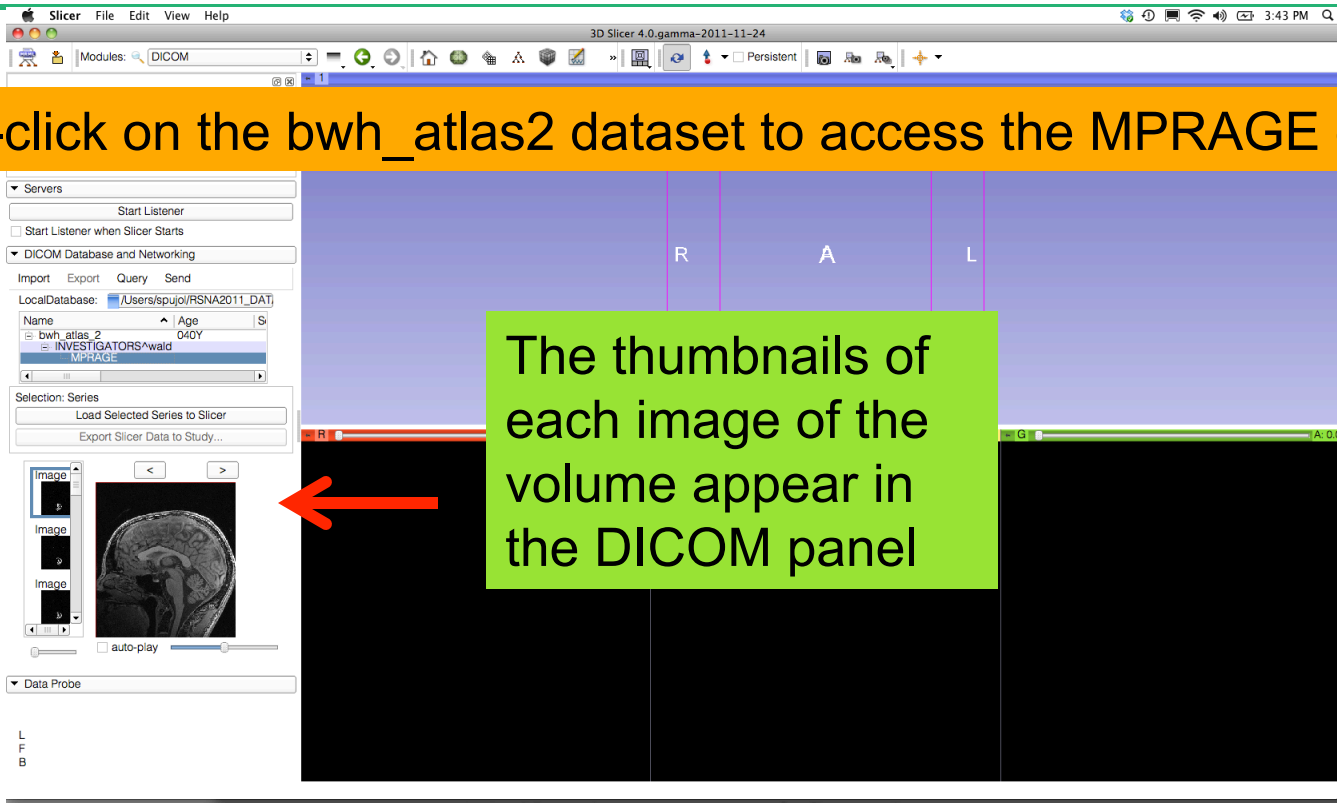 Slicer File Edit View Help 3:43 PM
3D Slicer 4.0.gamma-2011-11-24
Modules: DICOM » Persistent
1
-click on the bwh_atlas2 dataset to access the MPRAGE
Servers
Start Listener
Start Listener when Slicer Starts
DICOM Database and Networking
Import Export Query Send
LocalDatabase: /Users/spujol/RSNA2011_DAT
Name Age
bwh_atlas_2 040Y
INVESTIGATORS^wald
MPRAGE
R A L
Selection: Series
Load Selected Series to Slicer
Export Slicer Data to Study...
The thumbnails of
each image of the
volume appear in
the DICOM panel
R
G A: 0.0
< >
Image
Image
Image
auto-play
Data Probe
L
F
B